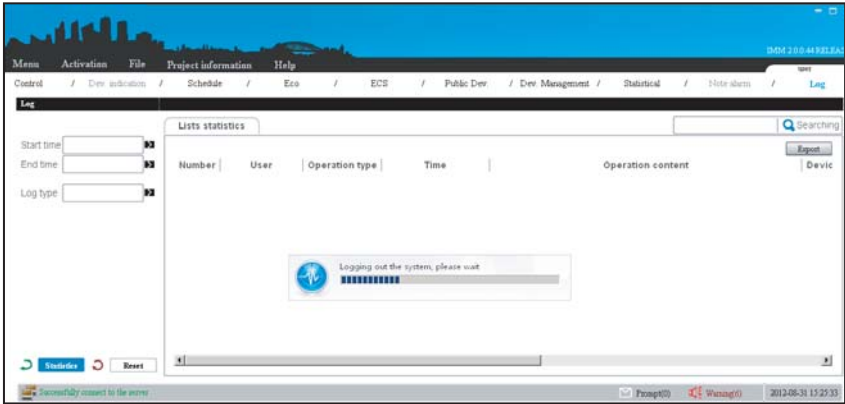 IMM 2.0.0.44 RELEAS
Menu Activation File Project information Help
Control / Dev. indication / Schedule / Eco / ECS / Public Dev. / Dev. Management / Statistical / Note alarm / Log
Log
Lists statistics
Searching
Start time
Export
End time
Number User Operation type Time Operation content Devic
Log type
Logging out the system, please wait
Statistics Reset
Successfully connect to the server
Prompt(0) Warning(6) 2012-08-31 15:25:33